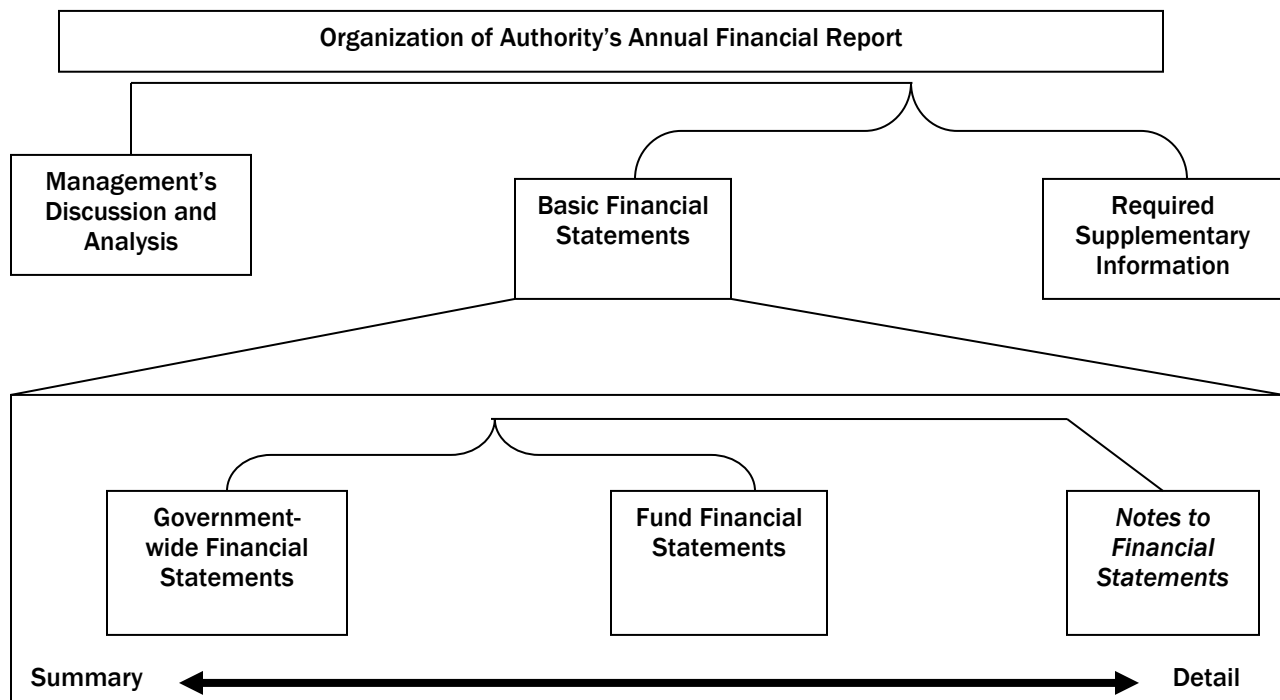 Organization of Authority’s Annual Financial Report
Management’s
Discussion and
Analysis
Basic Financial
Statements
Required
Supplementary
Information
Government-
wide Financial
Statements
Fund Financial
Statements
Notes to
Financial
Statements
Summary
Detail